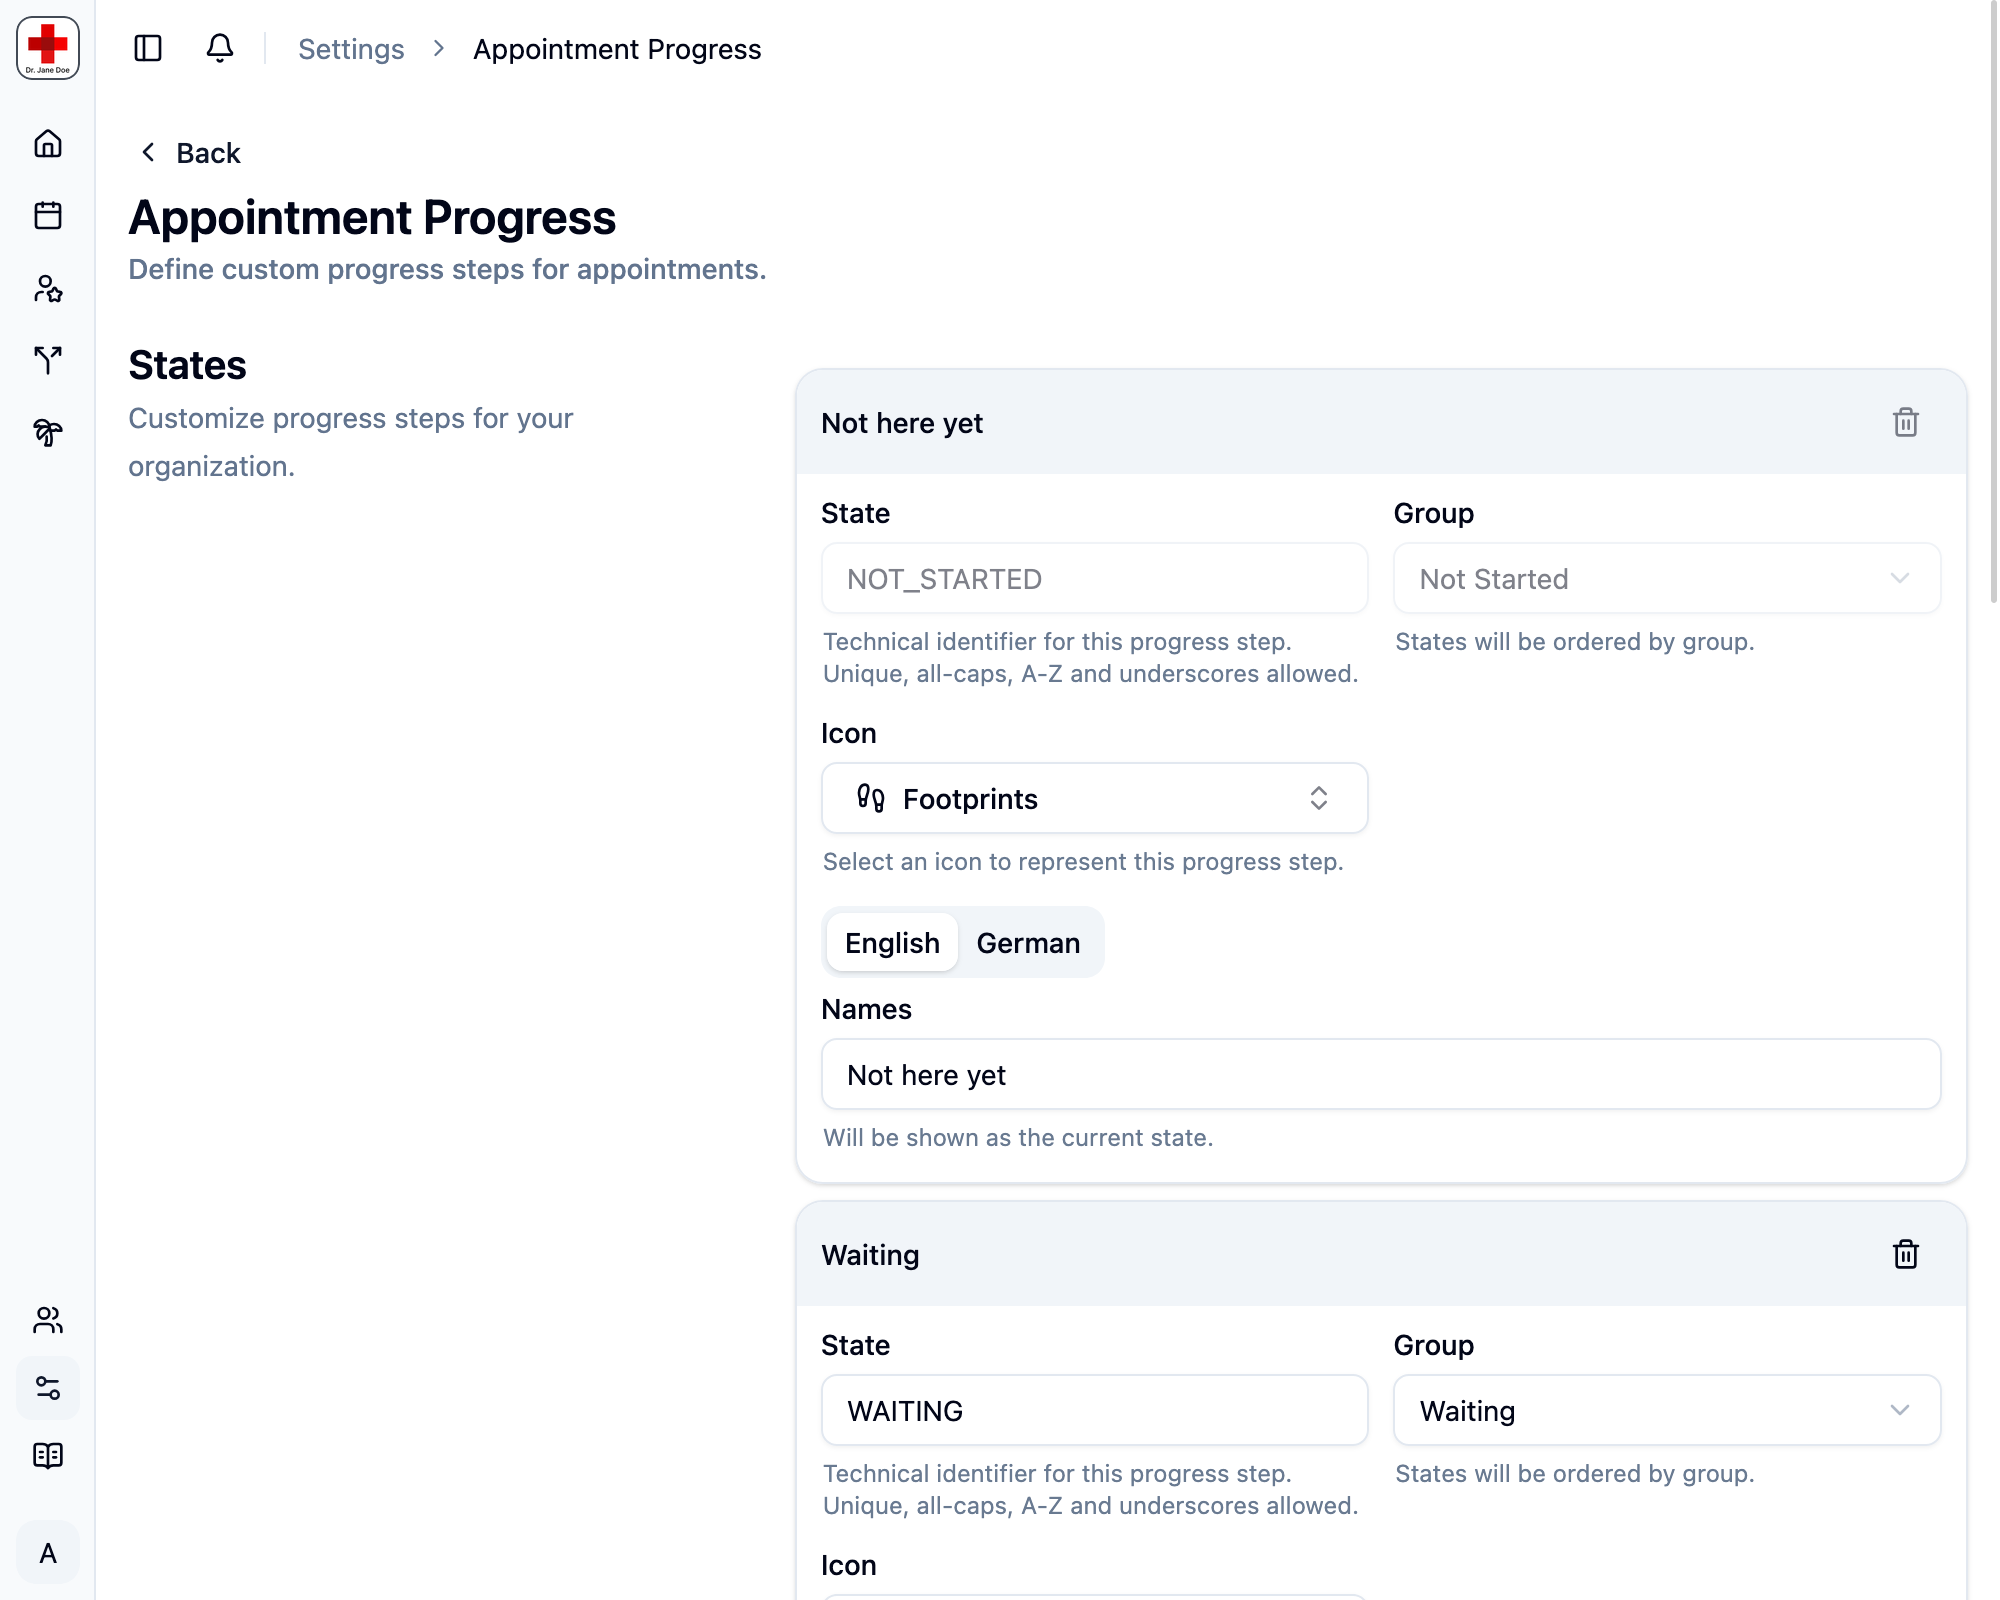 Dr. Jane Doe
Settings
Appointment Progress
Back
Appointment Progress
Define custom progress steps for appointments.
States
Customize progress steps for your
organization.
Not here yet
State
Group
NOT_STARTED
Not Started
Technical identifier for this progress step.
Unique, all-caps, A-Z and underscores allowed.
States will be ordered by group.
Icon
Footprints
Select an icon to represent this progress step.
English
German
Names
Not here yet
Will be shown as the current state.
Waiting
State
Group
WAITING
Waiting
Technical identifier for this progress step.
Unique, all-caps, A-Z and underscores allowed.
States will be ordered by group.
Icon
A